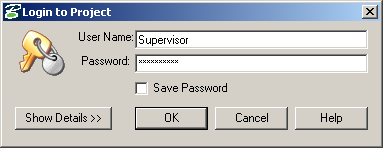 Login to Project
User Name: Supervisor
Password: **********
Save Password
Show Details >> OK Cancel Help